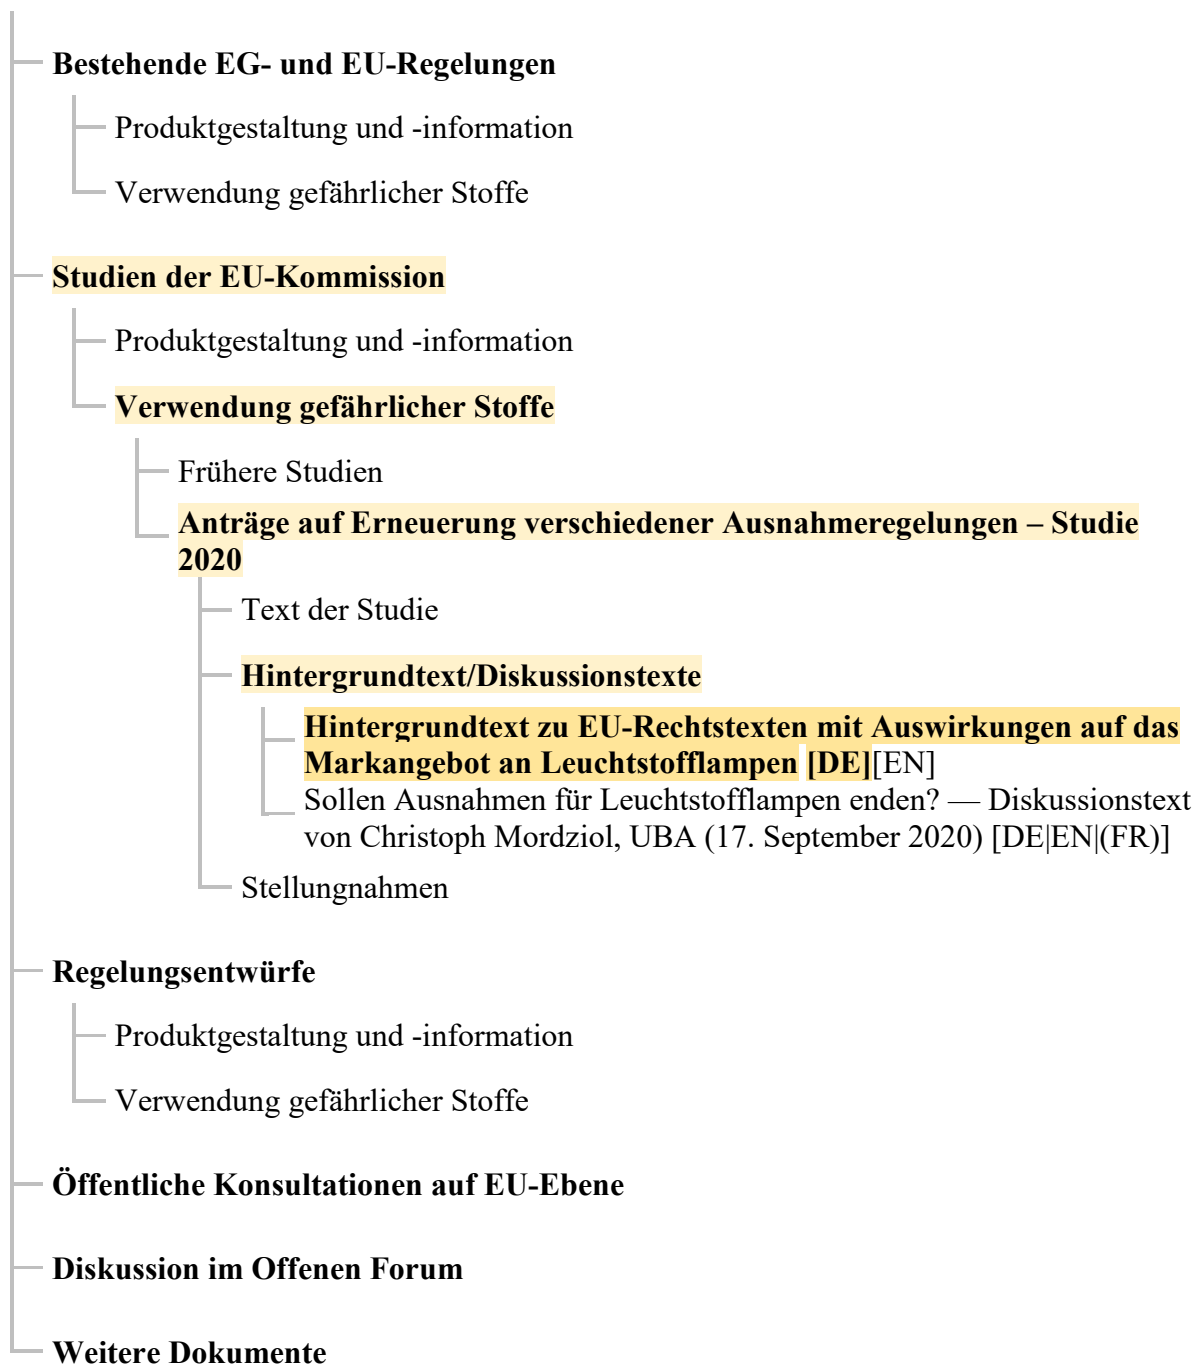 Bestehende EG- und EU-Regelungen
Produktgestaltung und -information
Verwendung gefährlicher Stoffe
Studien der EU-Kommission
Produktgestaltung und -information
Verwendung gefährlicher Stoffe
Frühere Studien
Anträge auf Erneuerung verschiedener Ausnahmeregelungen – Studie
2020
Text der Studie
Hintergrundtext/Diskussionstexte
Hintergrundtext zu EU-Rechtstexten mit Auswirkungen auf das
Markangebot an Leuchtstofflampen [DE][EN]
Sollen Ausnahmen für Leuchtstofflampen enden? — Diskussionstext
von Christoph Mordziol, UBA (17. September 2020) [DE|EN|(FR)]
Stellungnahmen
Regelungsentwürfe
Produktgestaltung und -information
Verwendung gefährlicher Stoffe
Öffentliche Konsultationen auf EU-Ebene
Diskussion im Offenen Forum
Weitere Dokumente